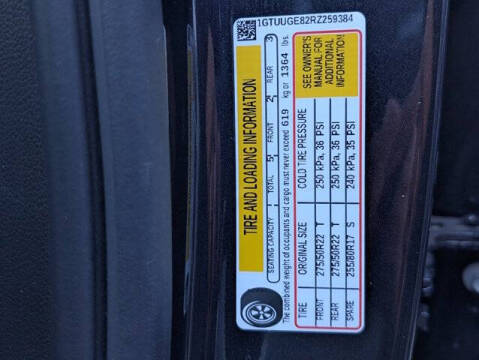 1GTUUGE82RZ259384
TIRE AND LOADING INFORMATION
SEATING CAPACITY TOTAL 5 FRONT 2 REAR 3
The combined weight of occupants and cargo must never exceed 619 kg or 1364 lbs.
TIRE ORIGINAL SIZE COLD TIRE PRESSURE
FRONT 275/50R22 T 250 kPa, 36 PSI
REAR 275/50R22 T 250 kPa, 36 PSI
SPARE 255/80R17 S 240 kPa, 35 PSI
SEE OWNER'S
MANUAL FOR
ADDITIONAL
INFORMATION